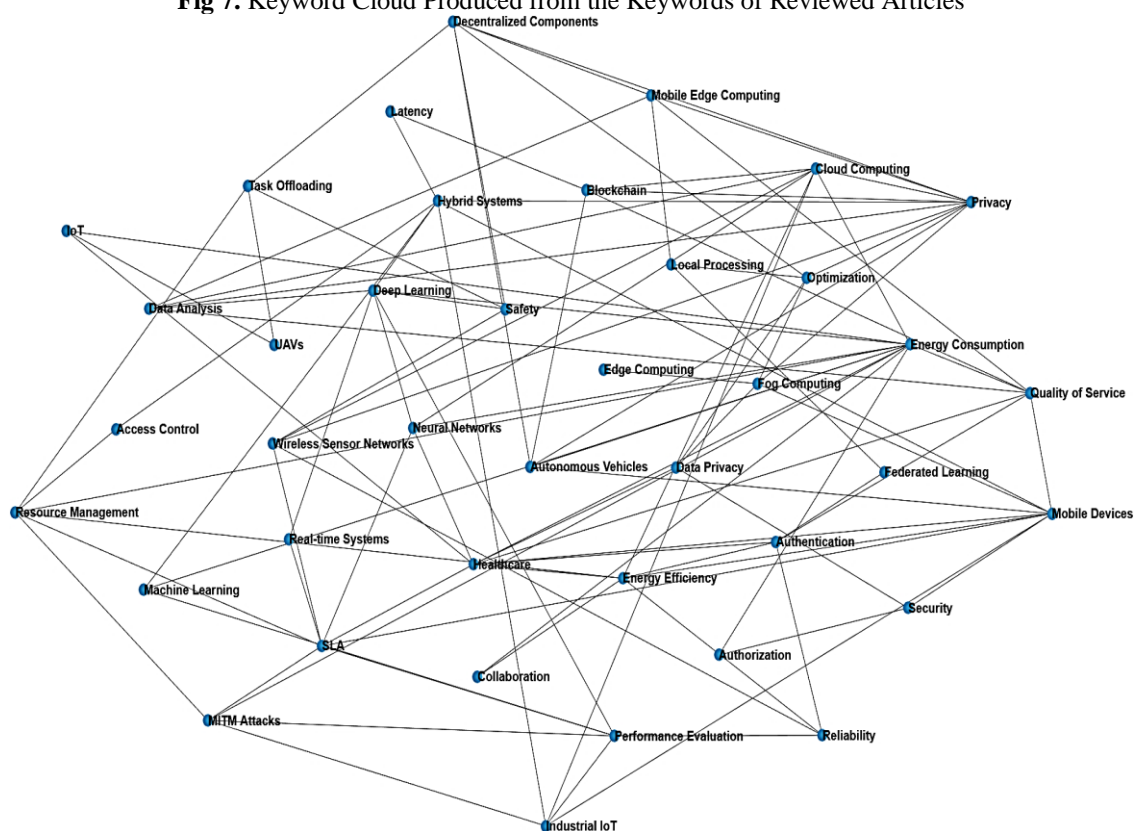 Fig 7. Keyword Cloud Produced from the Keywords of Reviewed Articles
Decentralized Components
Mobile Edge Computing
Latency
Cloud Computing
Task Offloading
Blockchain
Hybrid Systems
Privacy
IoT
Local Processing
Optimization
Deep Learning
Data Analysis
Safety
UAVs
Energy Consumption
Edge Computing
Fog Computing
Quality of Service
Access Control
Neural Networks
Wireless Sensor Networks
Autonomous Vehicles
Data Privacy
Federated Learning
Resource Management
Mobile Devices
Real-time Systems
Authentication
Healthcare
Energy Efficiency
Machine Learning
Security
SLA
Authorization
Collaboration
MITM Attacks
Performance Evaluation
Reliability
Industrial IoT